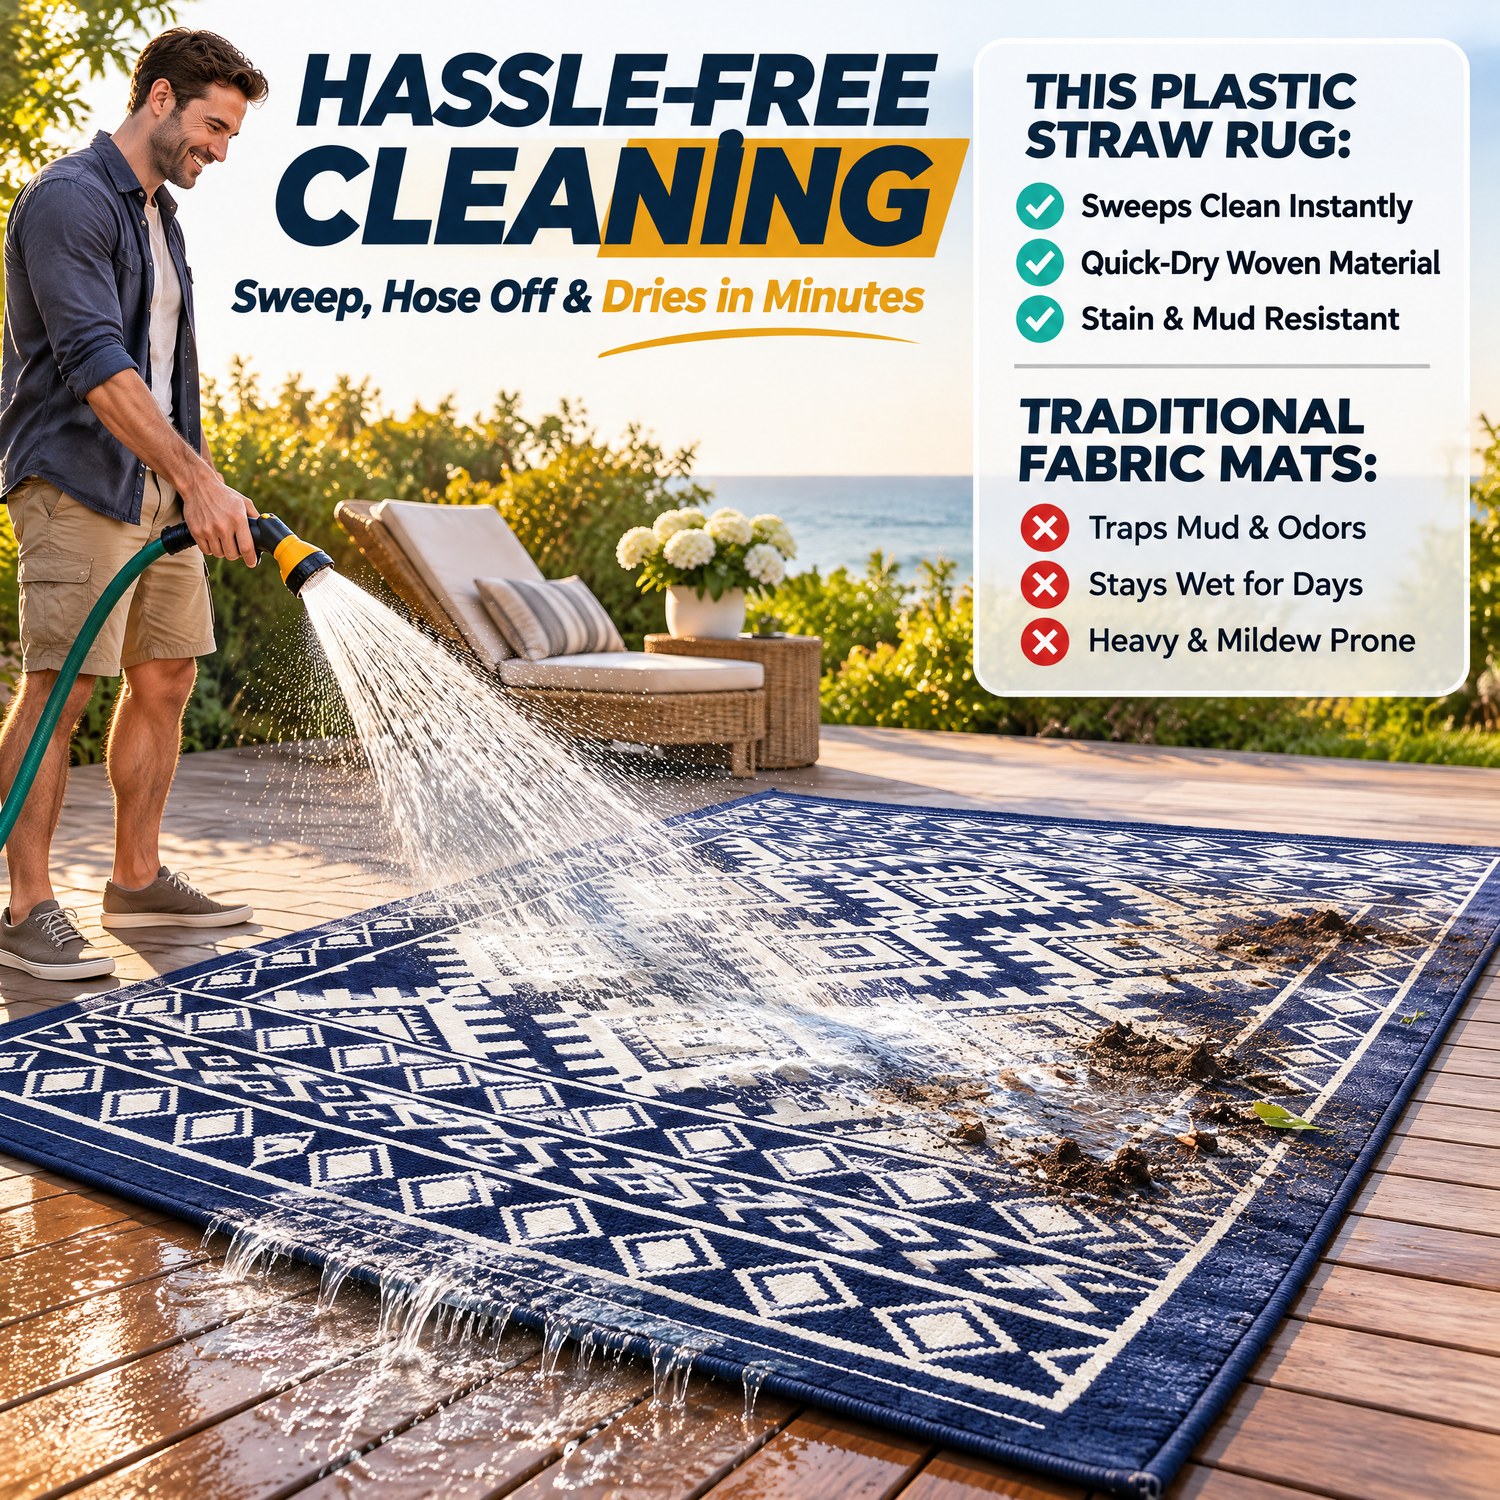 HASSLE-FREE
CLEANING
Sweep, Hose Off & Dries in Minutes
THIS PLASTIC
STRAW RUG:
Sweeps Clean Instantly
Quick-Dry Woven Material
Stain & Mud Resistant
TRADITIONAL
FABRIC MATS:
Traps Mud & Odors
Stays Wet for Days
Heavy & Mildew Prone